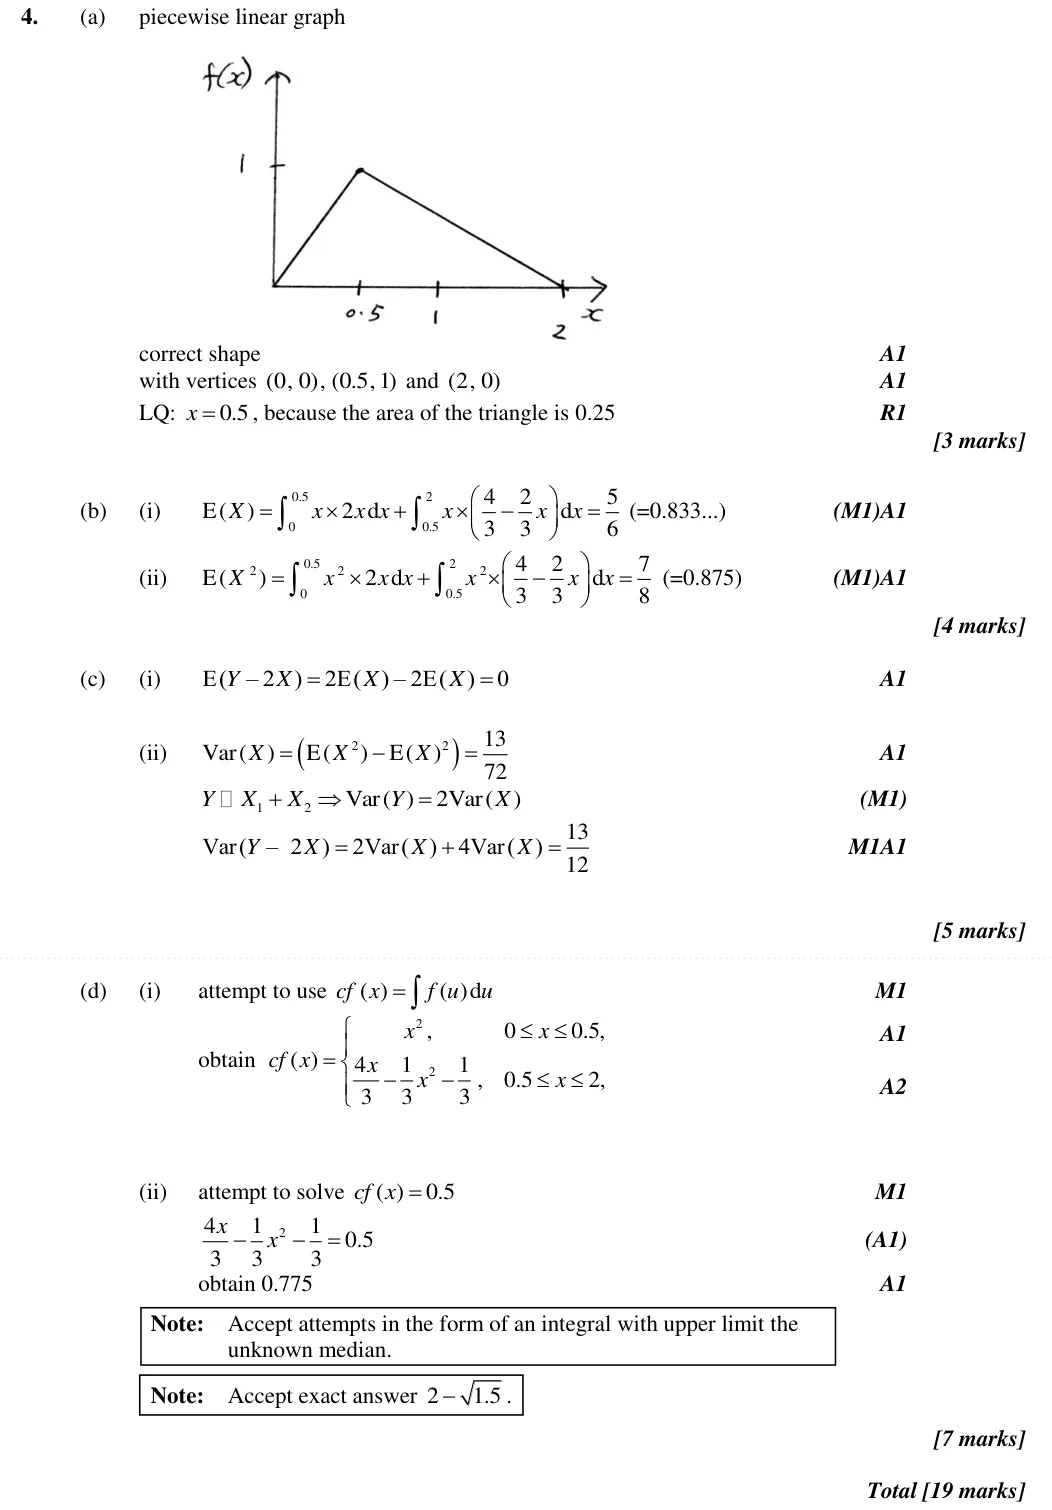 4. (a) piecewise linear graph
f(x)
1
0.5 1 2 x
correct shape A1
with vertices (0, 0), (0.5, 1) and (2, 0) A1
LQ: x = 0.5, because the area of the triangle is 0.25 R1
[3 marks]
(b) (i) E(X) = ∫₀^0.5 x × 2x dx + ∫_0.5^2 x × (4/3 − 2/3 x) dx = 5/6 (=0.833...) (M1)A1
(ii) E(X²) = ∫₀^0.5 x² × 2x dx + ∫_0.5^2 x² × (4/3 − 2/3 x) dx = 7/8 (=0.875) (M1)A1
[4 marks]
(c) (i) E(Y − 2X) = 2E(X) − 2E(X) = 0 A1
(ii) Var(X) = (E(X²) − E(X)²) = 13/72 A1
Y □ X₁ + X₂ ⇒ Var(Y) = 2Var(X) (M1)
Var(Y − 2X) = 2Var(X) + 4Var(X) = 13/12 M1A1
[5 marks]
(d) (i) attempt to use cf(x) = ∫ f(u)du M1
x², 0 ≤ x ≤ 0.5, A1
obtain cf(x) = {
4x/3 − 1/3 x² − 1/3, 0.5 ≤ x ≤ 2, A2
(ii) attempt to solve cf(x) = 0.5 M1
4x/3 − 1/3 x² − 1/3 = 0.5 (A1)
obtain 0.775 A1
Note: Accept attempts in the form of an integral with upper limit the
unknown median.
Note: Accept exact answer 2 − √1.5 .
[7 marks]
Total [19 marks]